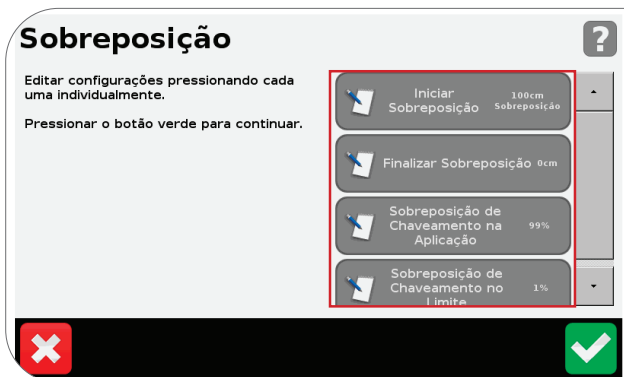 Sobreposição
?
Editar configurações pressionando cada
uma individualmente.
Pressionar o botão verde para continuar.
Iniciar
Sobreposição
100cm
Sobreposição
Finalizar Sobreposição 0cm
Sobreposição de
Chaveamento na
Aplicação
99%
Sobreposição de
Chaveamento no
Limite
1%